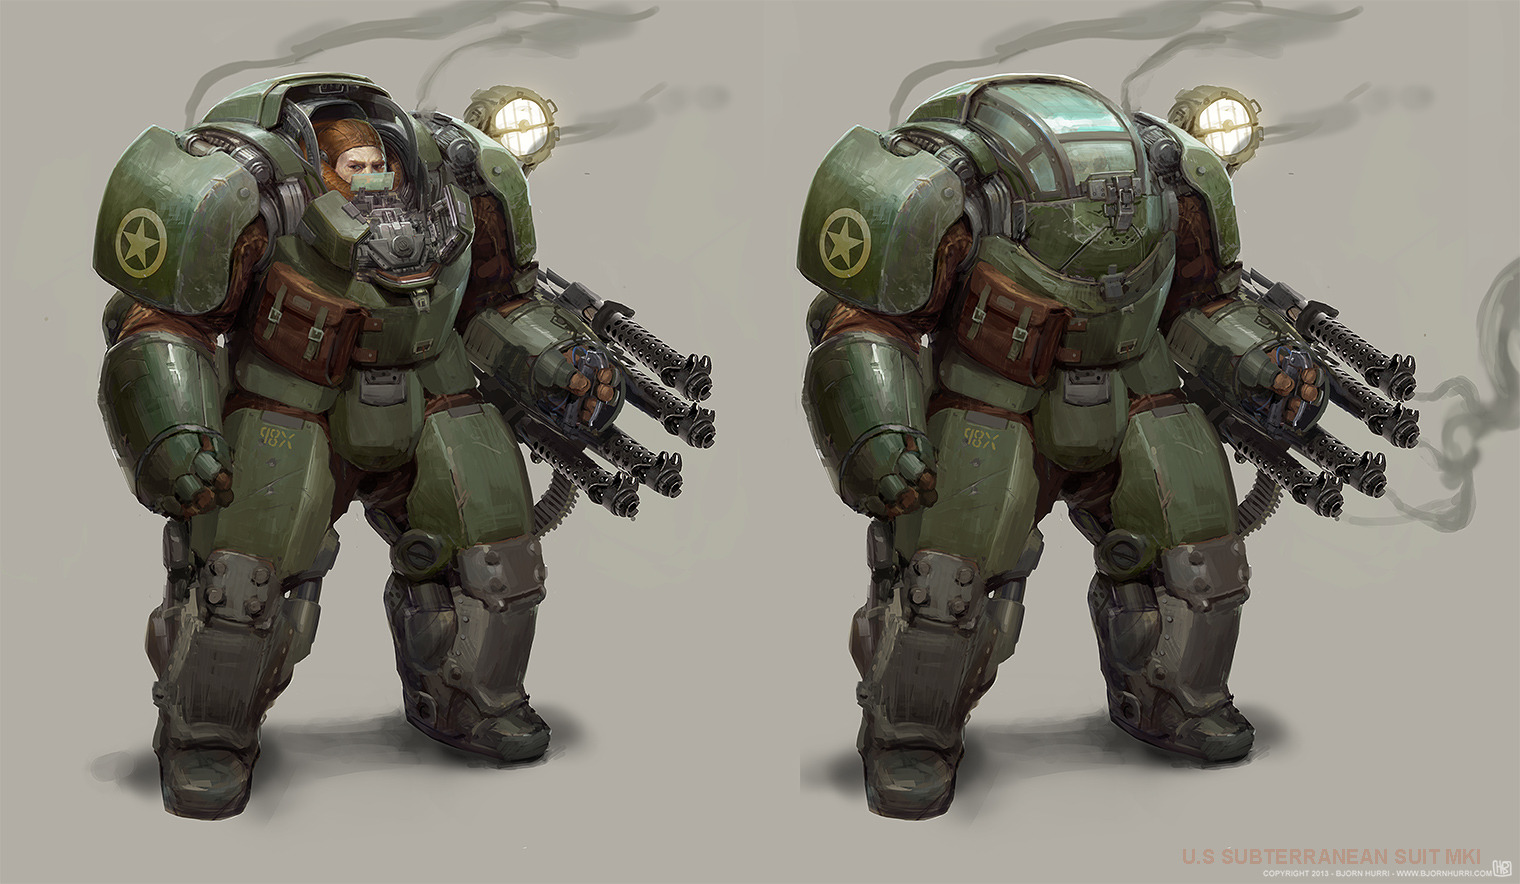 98X
98X
U.S SUBTERRANEAN SUIT MKI
COPYRIGHT 2013 - BJORN HURRI - WWW.BJORNHURRI.COM